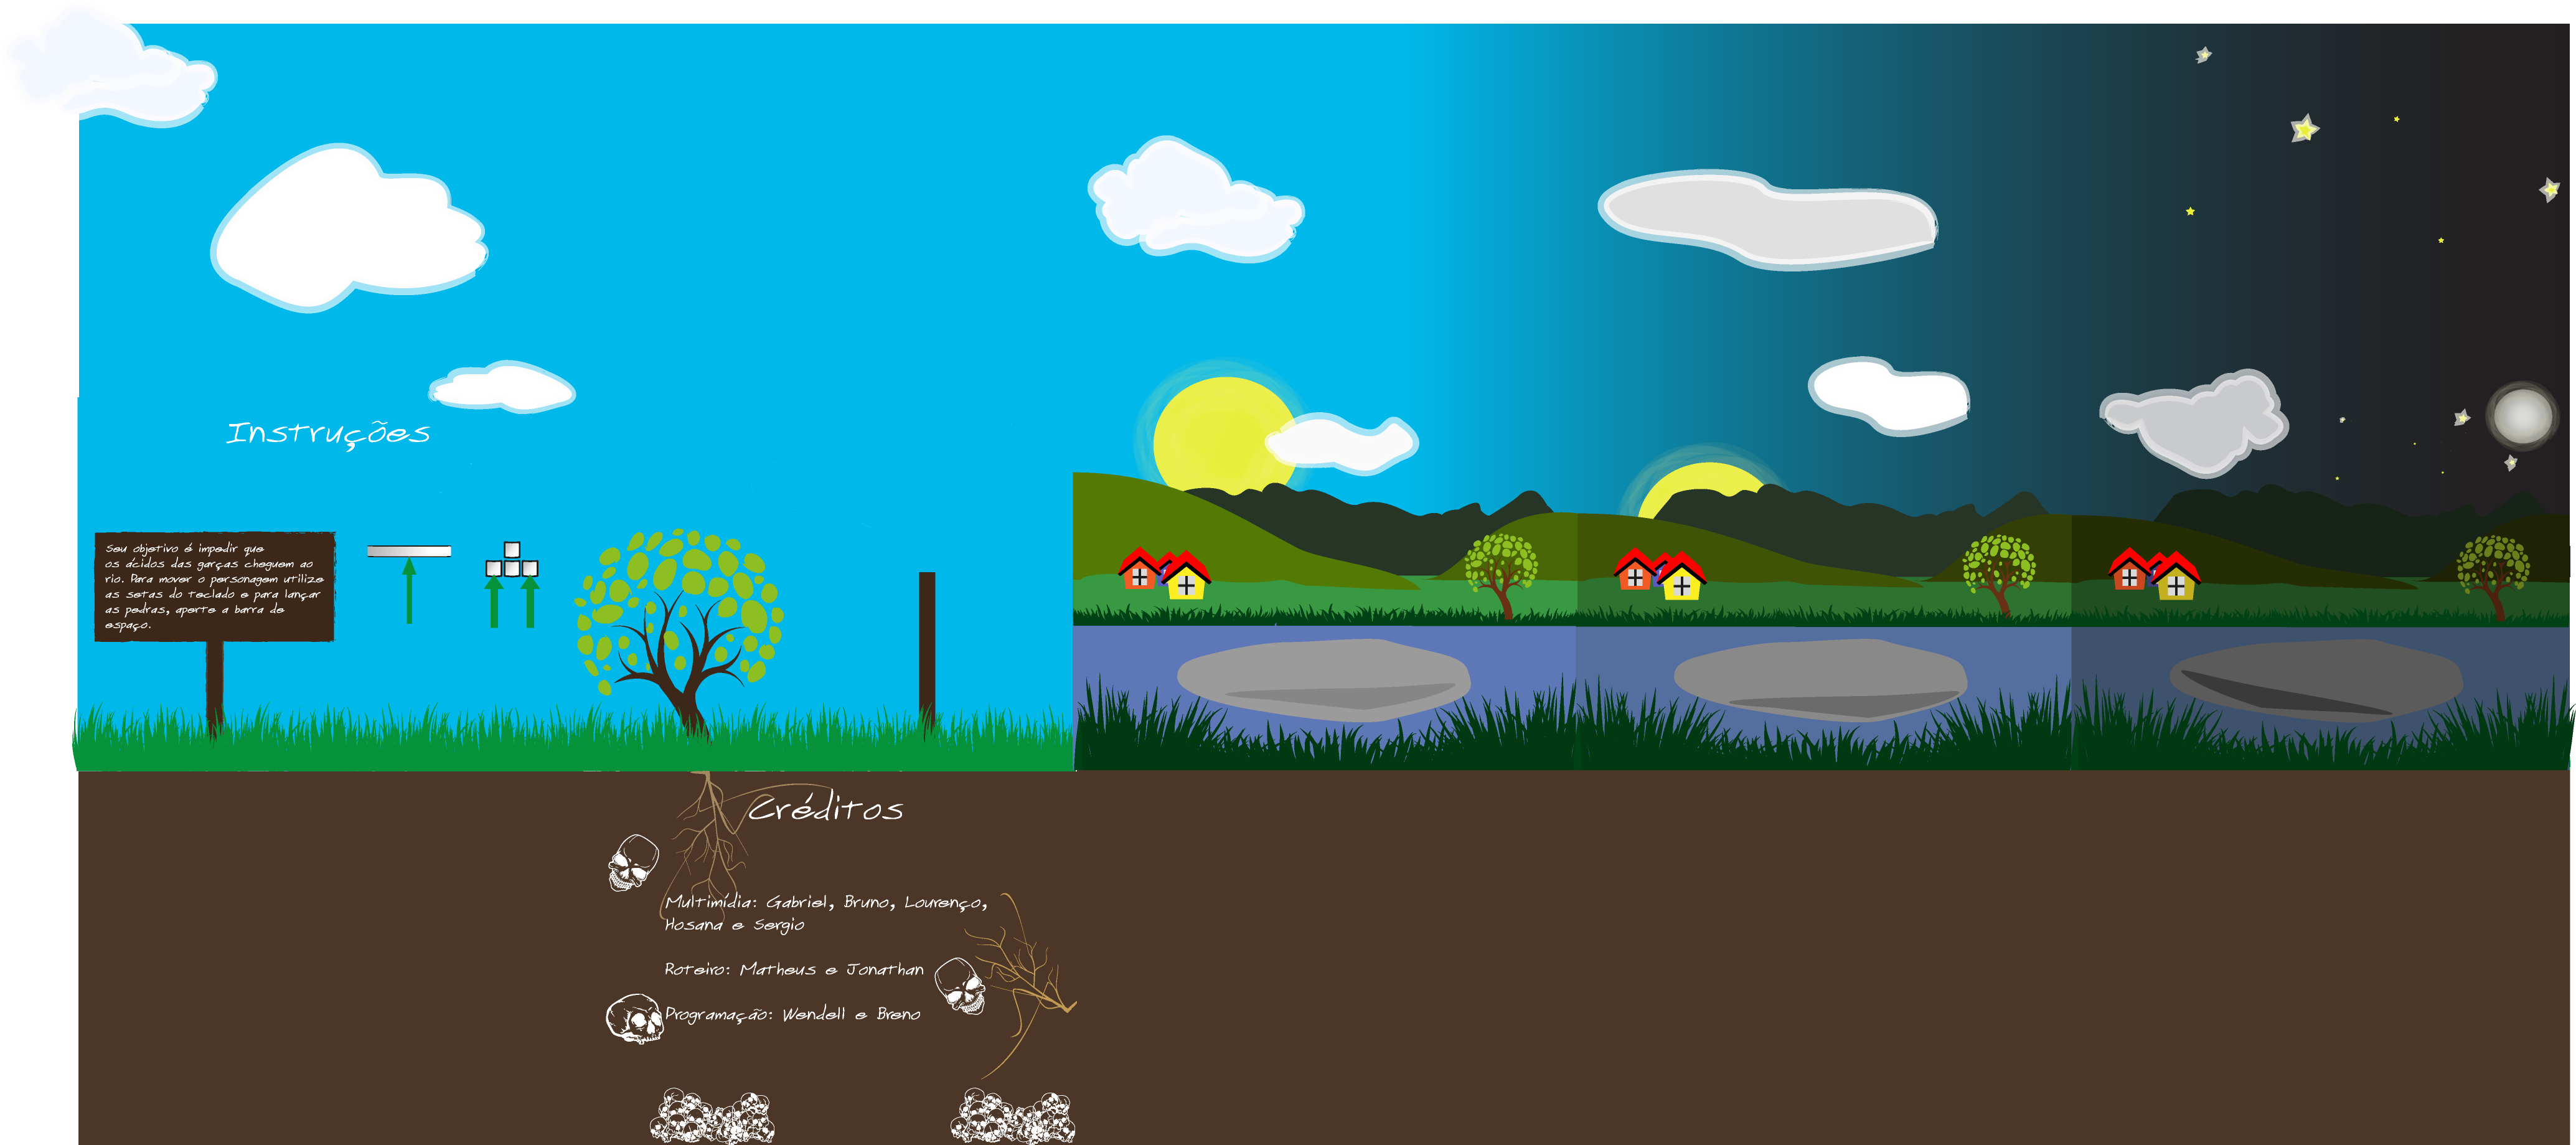 Instruções
Seu objetivo é impedir que
os ácidos das garças cheguem ao
rio. Para mover o personagem utilize
as setas do teclado e para lançar
as pedras, aperte a barra de
espaço.
Créditos
Multimídia: Gabriel, Bruno, Lourenço,
Hosana e Sergio
Roteiro: Matheus e Jonathan
Programação: Wendell e Breno